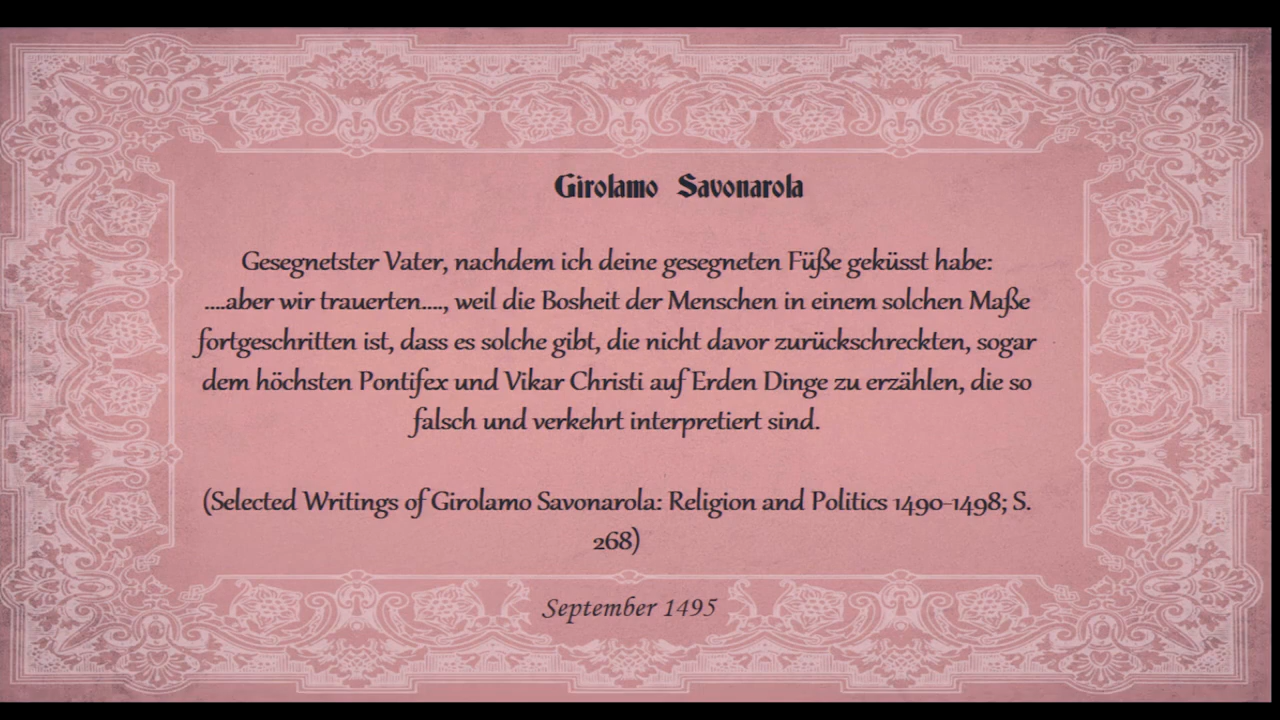 Girolamo Savonarola
Gesegnetster Vater, nachdem ich deine gesegneten Füße geküsst habe:
....aber wir trauerten...., weil die Bosheit der Menschen in einem solchen Maße
fortgeschritten ist, dass es solche gibt, die nicht davor zurückschreckten, sogar
dem höchsten Pontifex und Vikar Christi auf Erden Dinge zu erzählen, die so
falsch und verkehrt interpretiert sind.
(Selected Writings of Girolamo Savonarola: Religion and Politics 1490-1498; S.
268)
September 1495